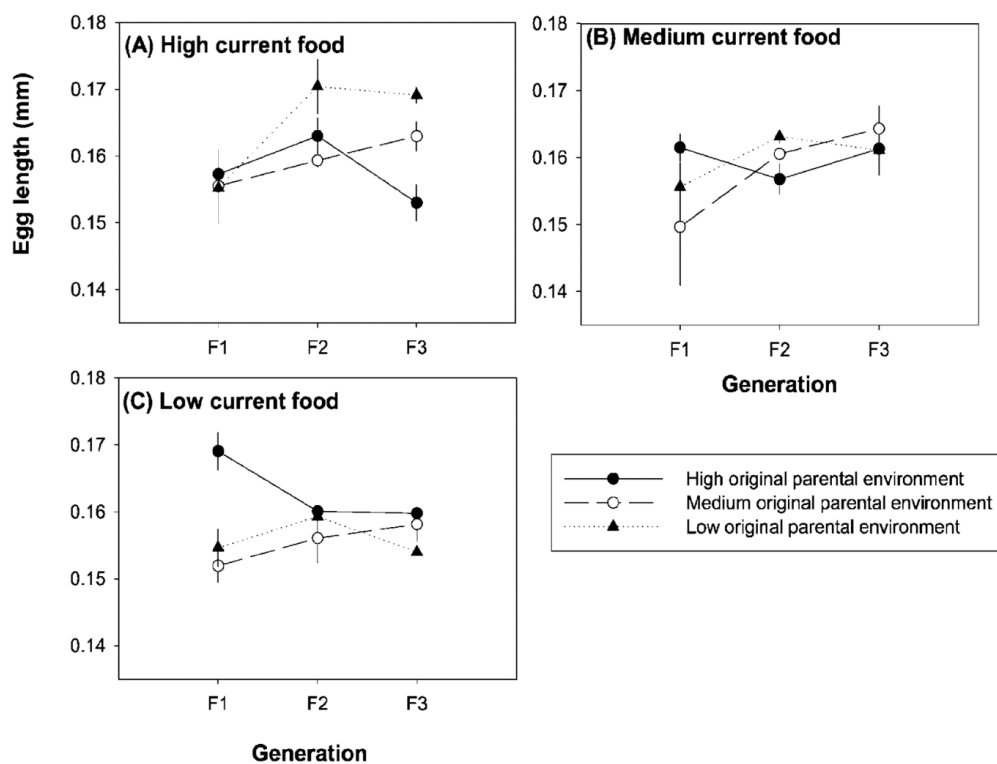 (A) High current food
0.18
0.17
0.16
0.15
0.14
Egg length (mm)
F1 F2 F3
(B) Medium current food
0.18
0.17
0.16
0.15
0.14
F1 F2 F3
Generation
(C) Low current food
0.18
0.17
0.16
0.15
0.14
F1 F2 F3
Generation
High original parental environment
Medium original parental environment
Low original parental environment